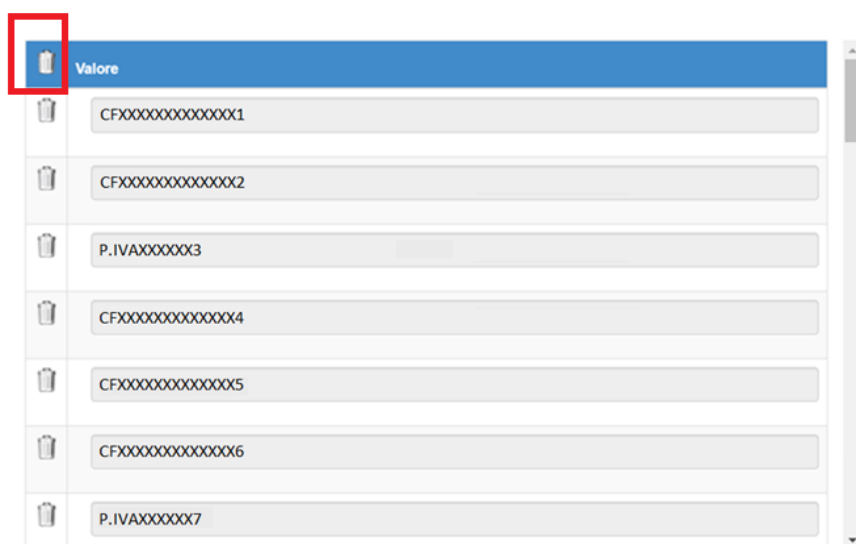 Valore
CFXXXXXXXXXXXXX1
CFXXXXXXXXXXXXX2
P.IVAXXXXXX3
CFXXXXXXXXXXXXX4
CFXXXXXXXXXXXXX5
CFXXXXXXXXXXXXX6
P.IVAXXXXXX7